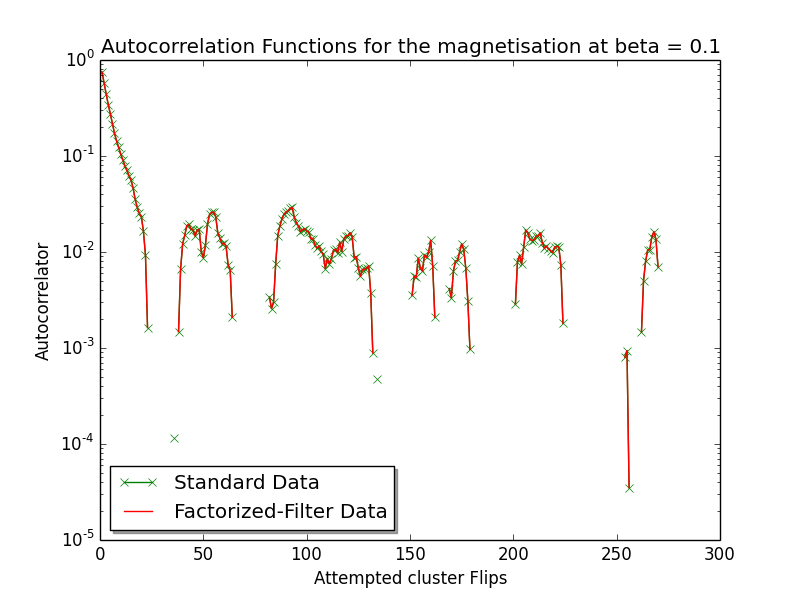 Autocorrelation Functions for the magnetisation at beta = 0.1
10^0
10^-1
10^-2
10^-3
10^-4
10^-5
Autocorrelator
Standard Data
Factorized-Filter Data
0 50 100 150 200 250 300
Attempted cluster Flips